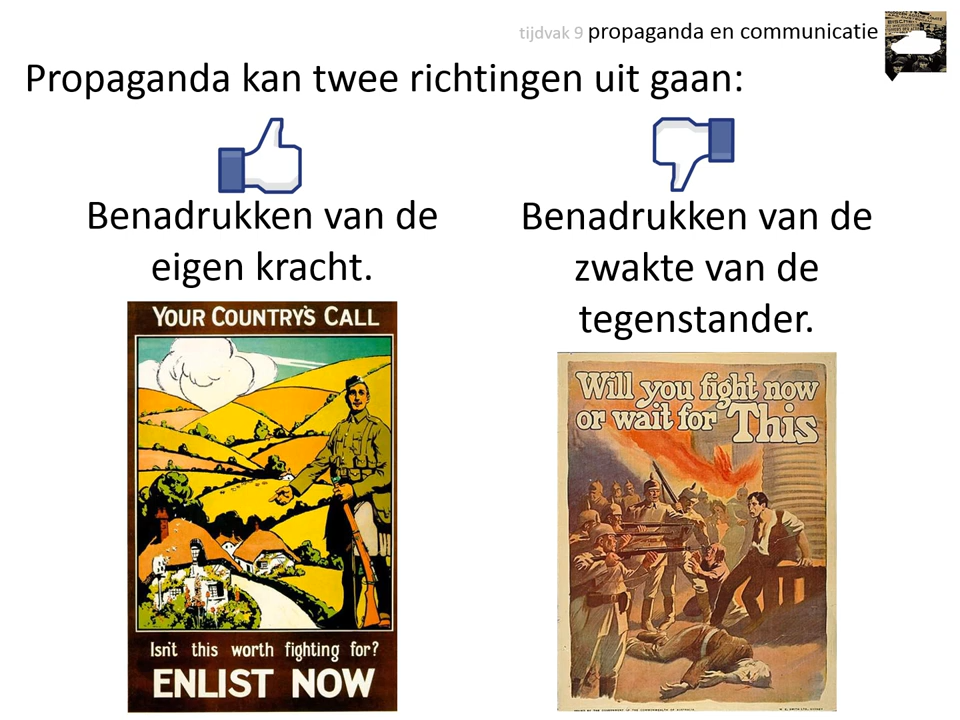 tijdvak 9 propaganda en communicatie
Propaganda kan twee richtingen uit gaan:
Benadrukken van de
eigen kracht.
Benadrukken van de
zwakte van de
tegenstander.
YOUR COUNTRY'S CALL
Isn't this worth fighting for?
ENLIST NOW
Will you fight now
or wait for This